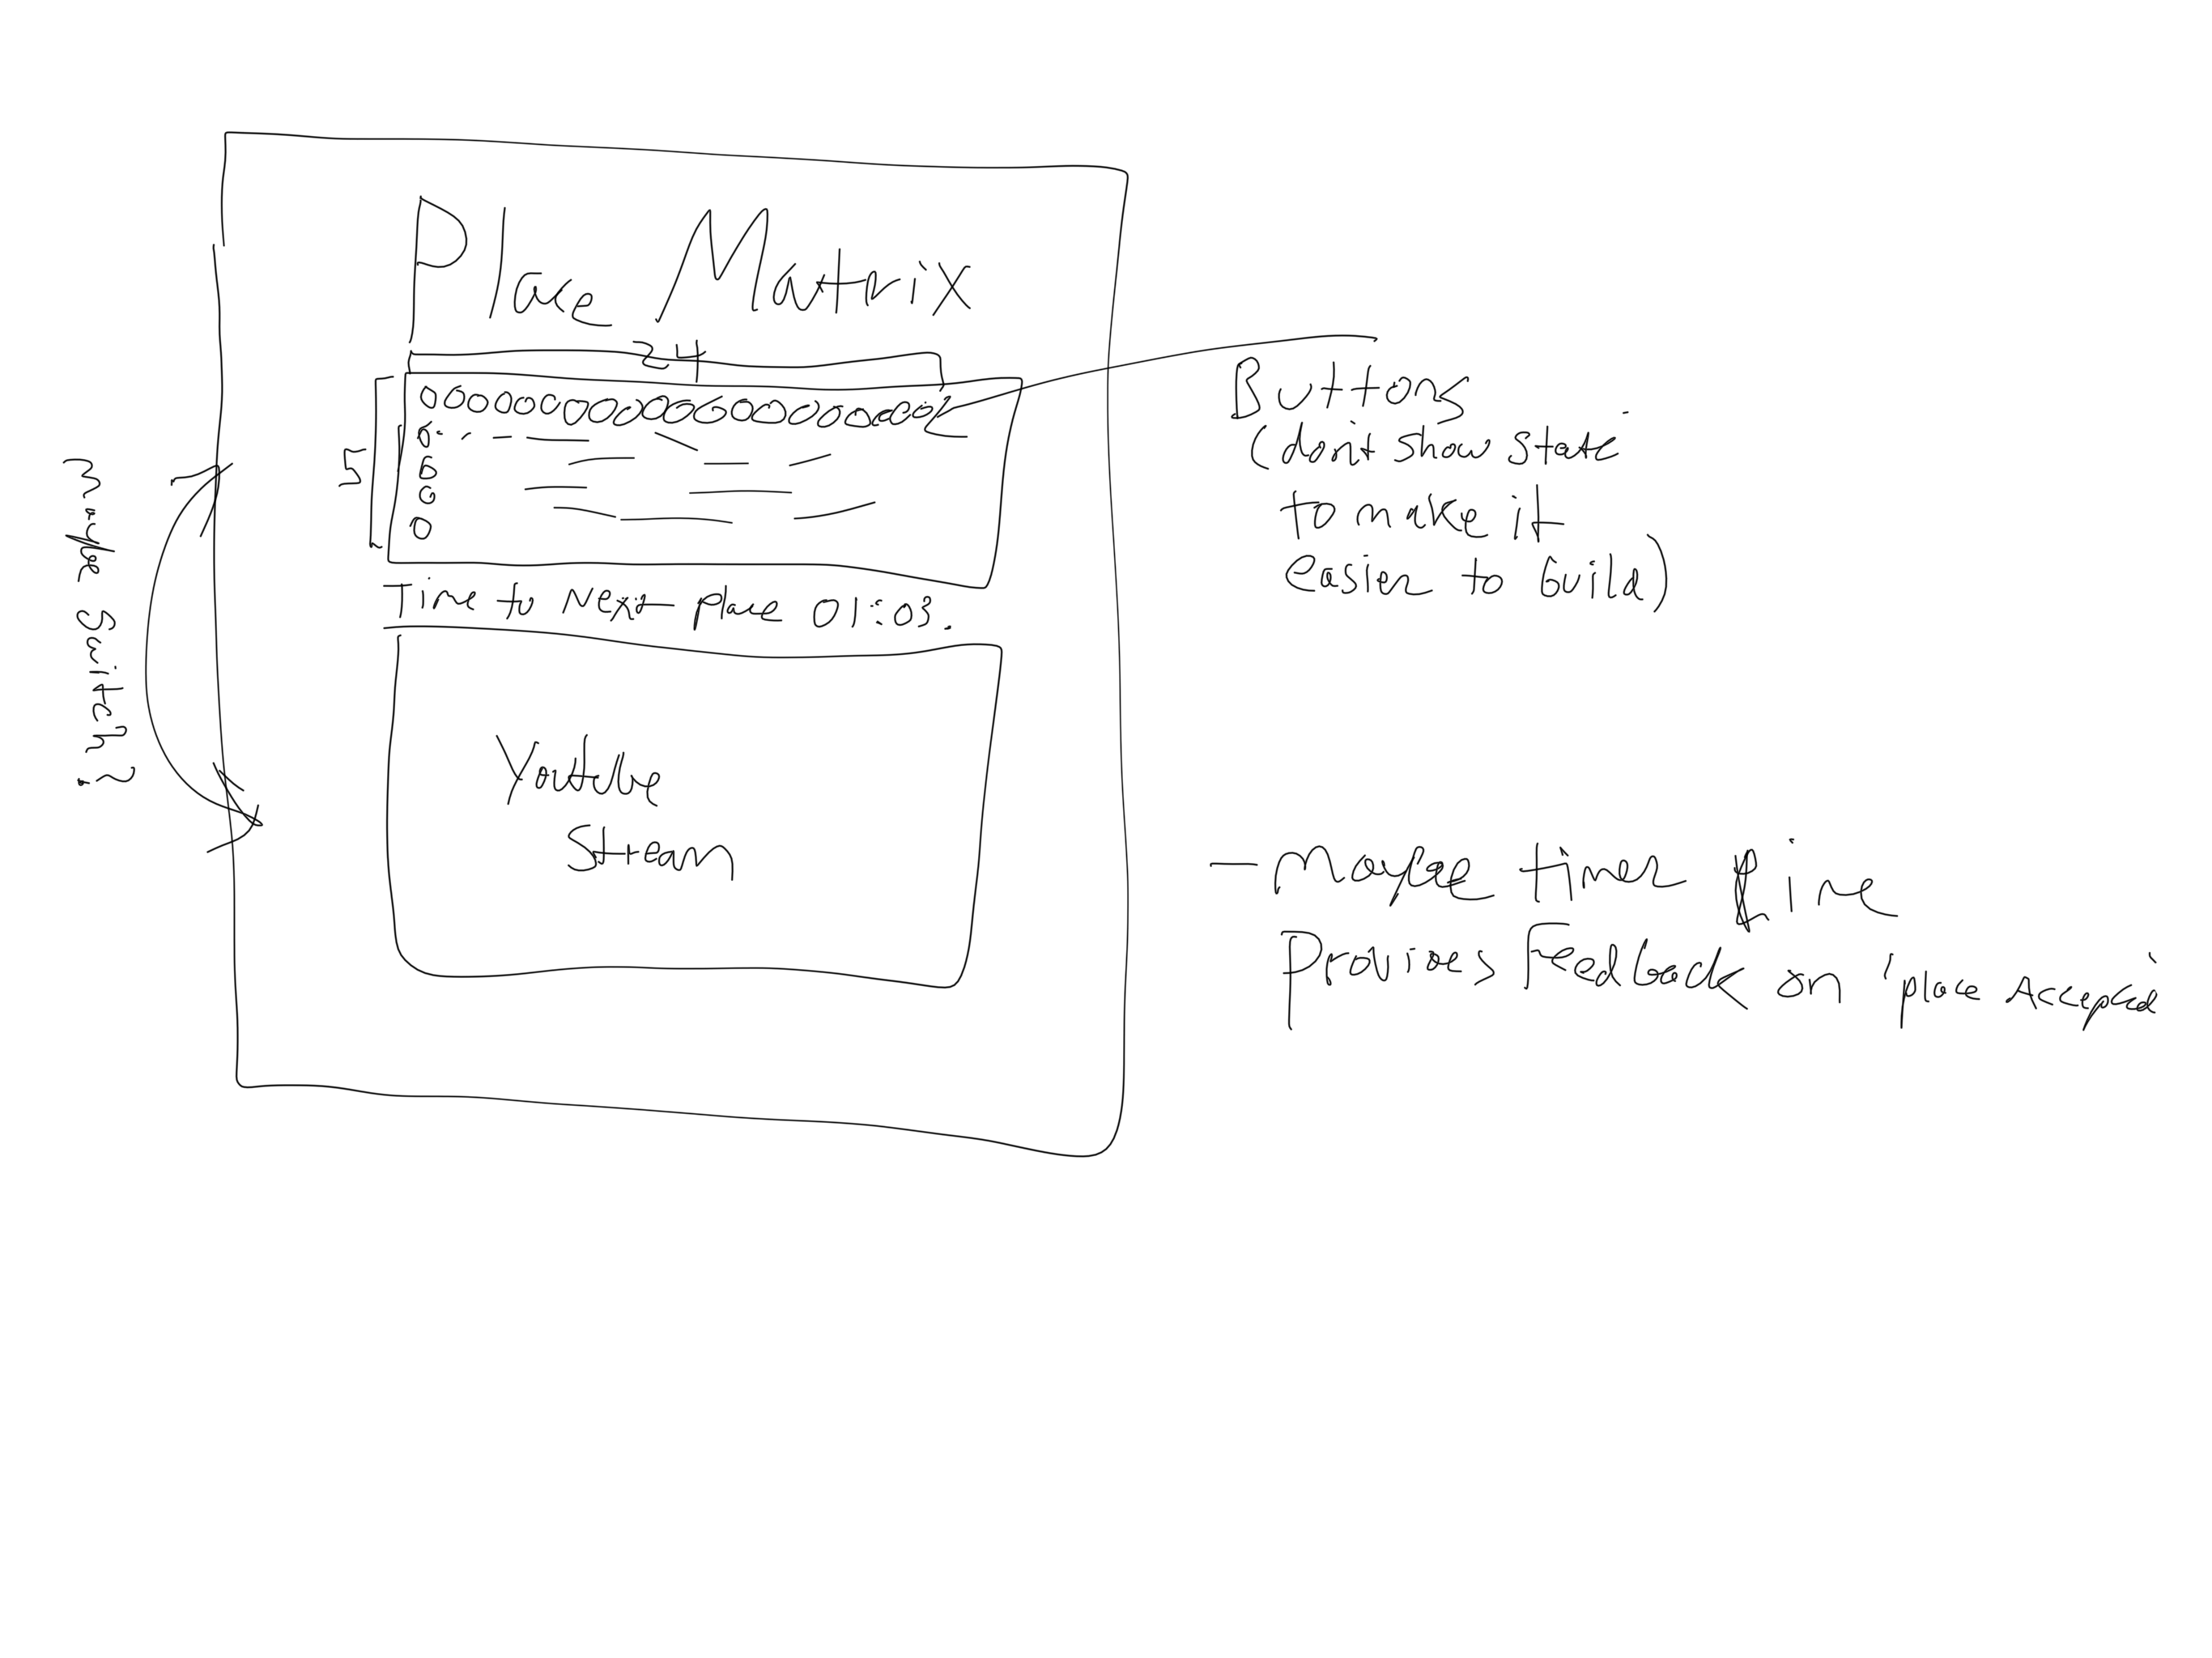 Place Matrix
24
5
Time to Next place 01:03.
Youtube
Stream
maybe switch?
Buttons
(don't show state
to make it
easier to build)
- maybe timer line
Provides Feedback on 'place Accepted'